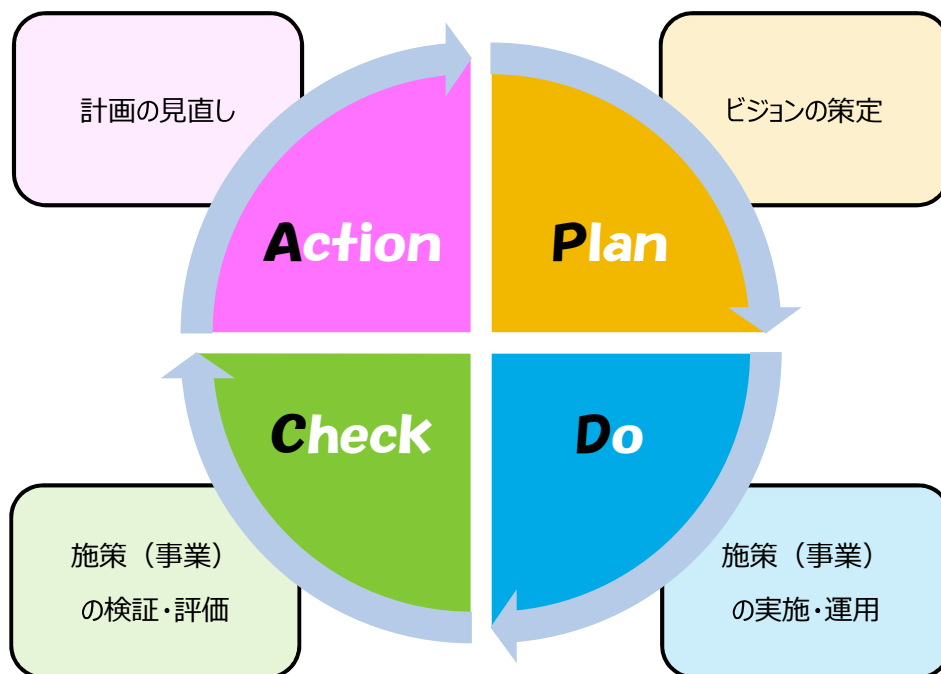 計画の見直し
ビジョンの策定
Action
Plan
Check
Do
施策（事業）
の検証・評価
施策（事業）
の実施・運用